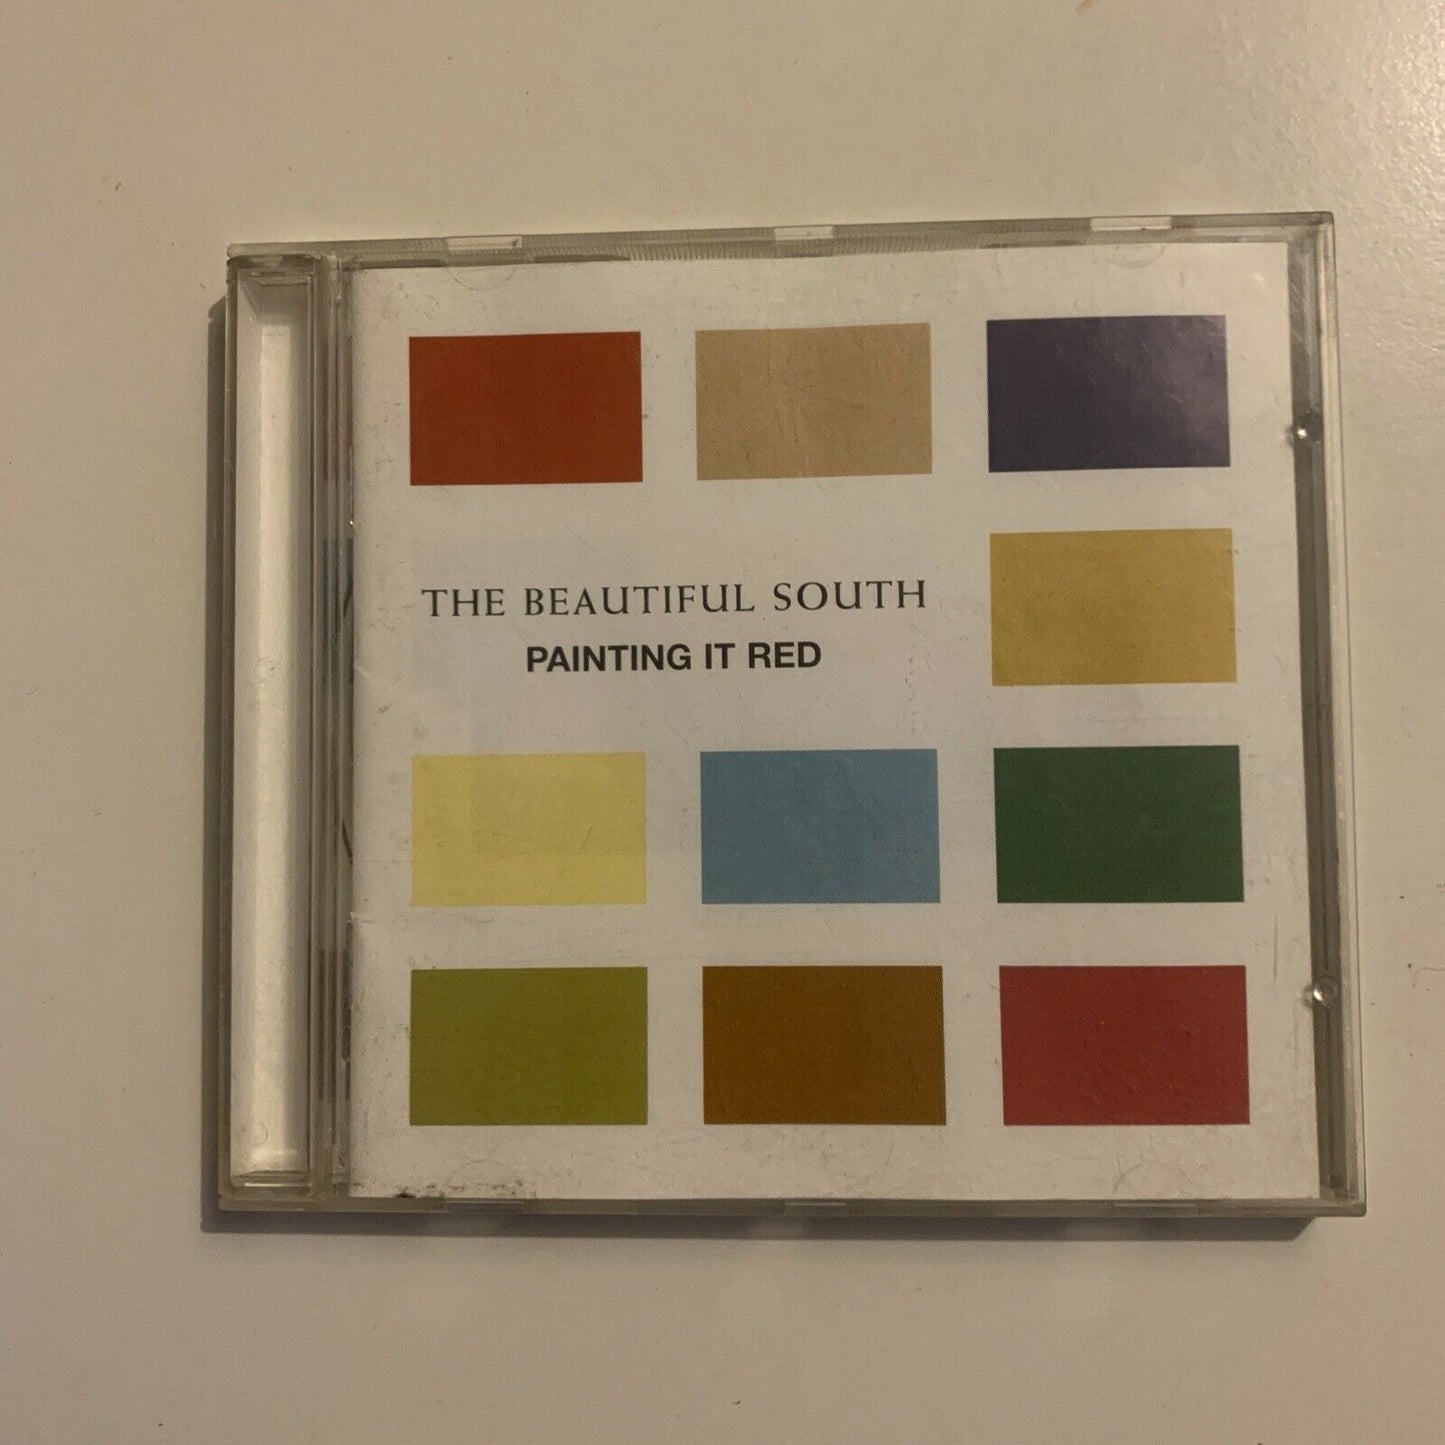 THE BEAUTIFUL SOUTH
PAINTING IT RED